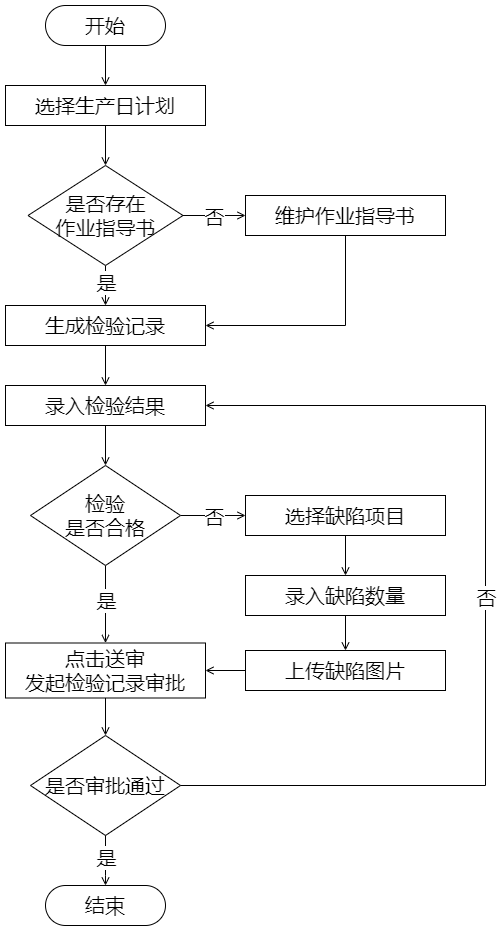 开始
选择生产日计划
是否存在
作业指导书
否
维护作业指导书
是
生成检验记录
录入检验结果
检验
是否合格
否
选择缺陷项目
录入缺陷数量
否
是
点击送审
发起检验记录审批
上传缺陷图片
是否审批通过
是
结束